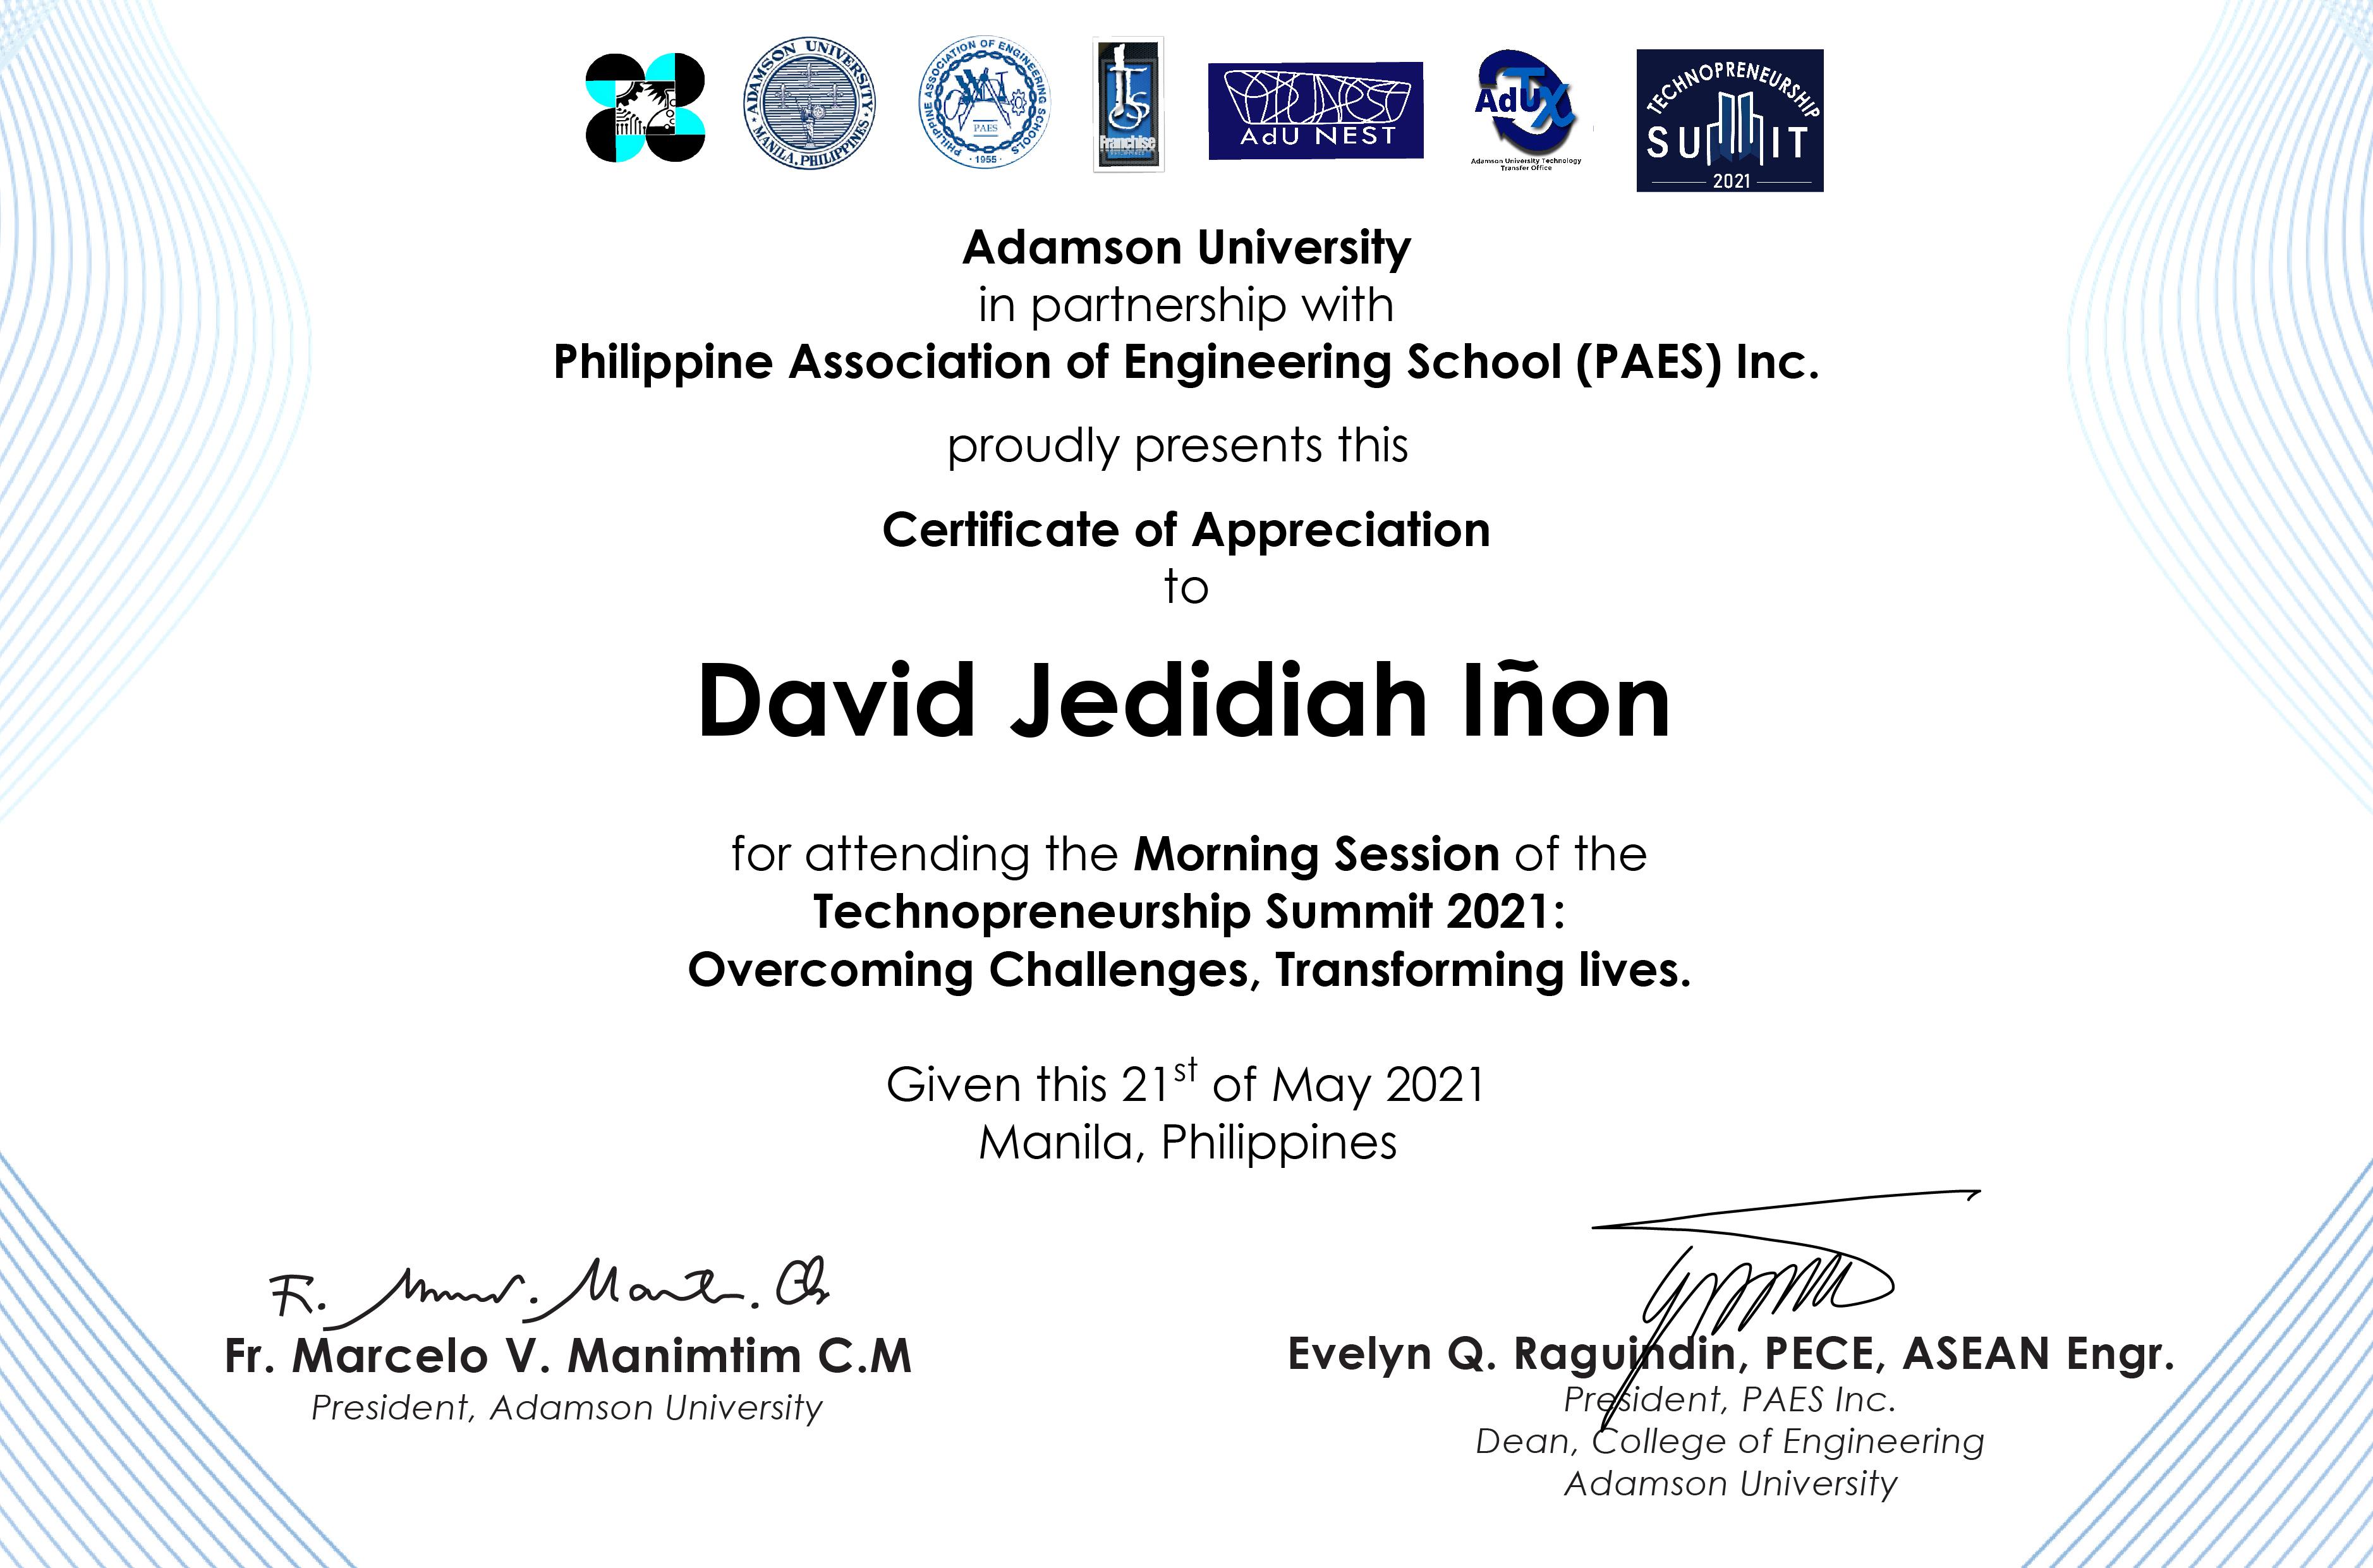 ADAMSON UNIVERSITY
MANILA, PHILIPPINES
PHILIPPINE ASSOCIATION OF ENGINEERING SCHOOLS
PAES
1955
Franchise
AdU NEST
AdUTX
Adamson University Technology
Transfer Office
TECHNOPRENEURSHIP
SUMMIT
2021
Adamson University
in partnership with
Philippine Association of Engineering School (PAES) Inc.
proudly presents this
Certificate of Appreciation
to
David Jedidiah Iñon
for attending the Morning Session of the
Technopreneurship Summit 2021:
Overcoming Challenges, Transforming lives.
Given this 21st of May 2021
Manila, Philippines
Fr. Marcelo V. Manimtim C.M
President, Adamson University
Evelyn Q. Raguindin, PECE, ASEAN Engr.
President, PAES Inc.
Dean, College of Engineering
Adamson University